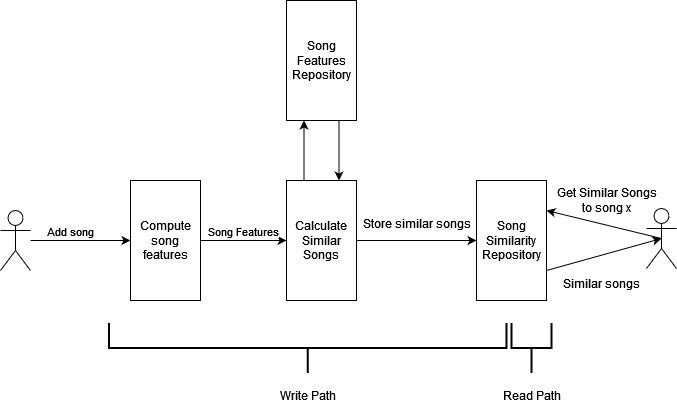 Song
Features
Repository
Add song
Compute
song
features
Song Features
Calculate
Similar
Songs
Store similar songs
Song
Similarity
Repository
Get Similar Songs
to song x
Similar songs
Write Path
Read Path